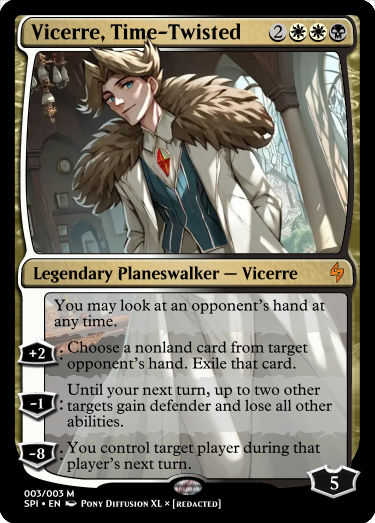 Vicerre, Time-Twisted 2
Legendary Planeswalker — Vicerre
You may look at an opponent's hand at
any time.
+2: Choose a nonland card from target
opponent's hand. Exile that card.
-1: Until your next turn, up to two other
targets gain defender and lose all other
abilities.
-8: You control target player during that
player's next turn.
5
003/003 M
SPI • EN Pony Diffusion XL × [redacted]